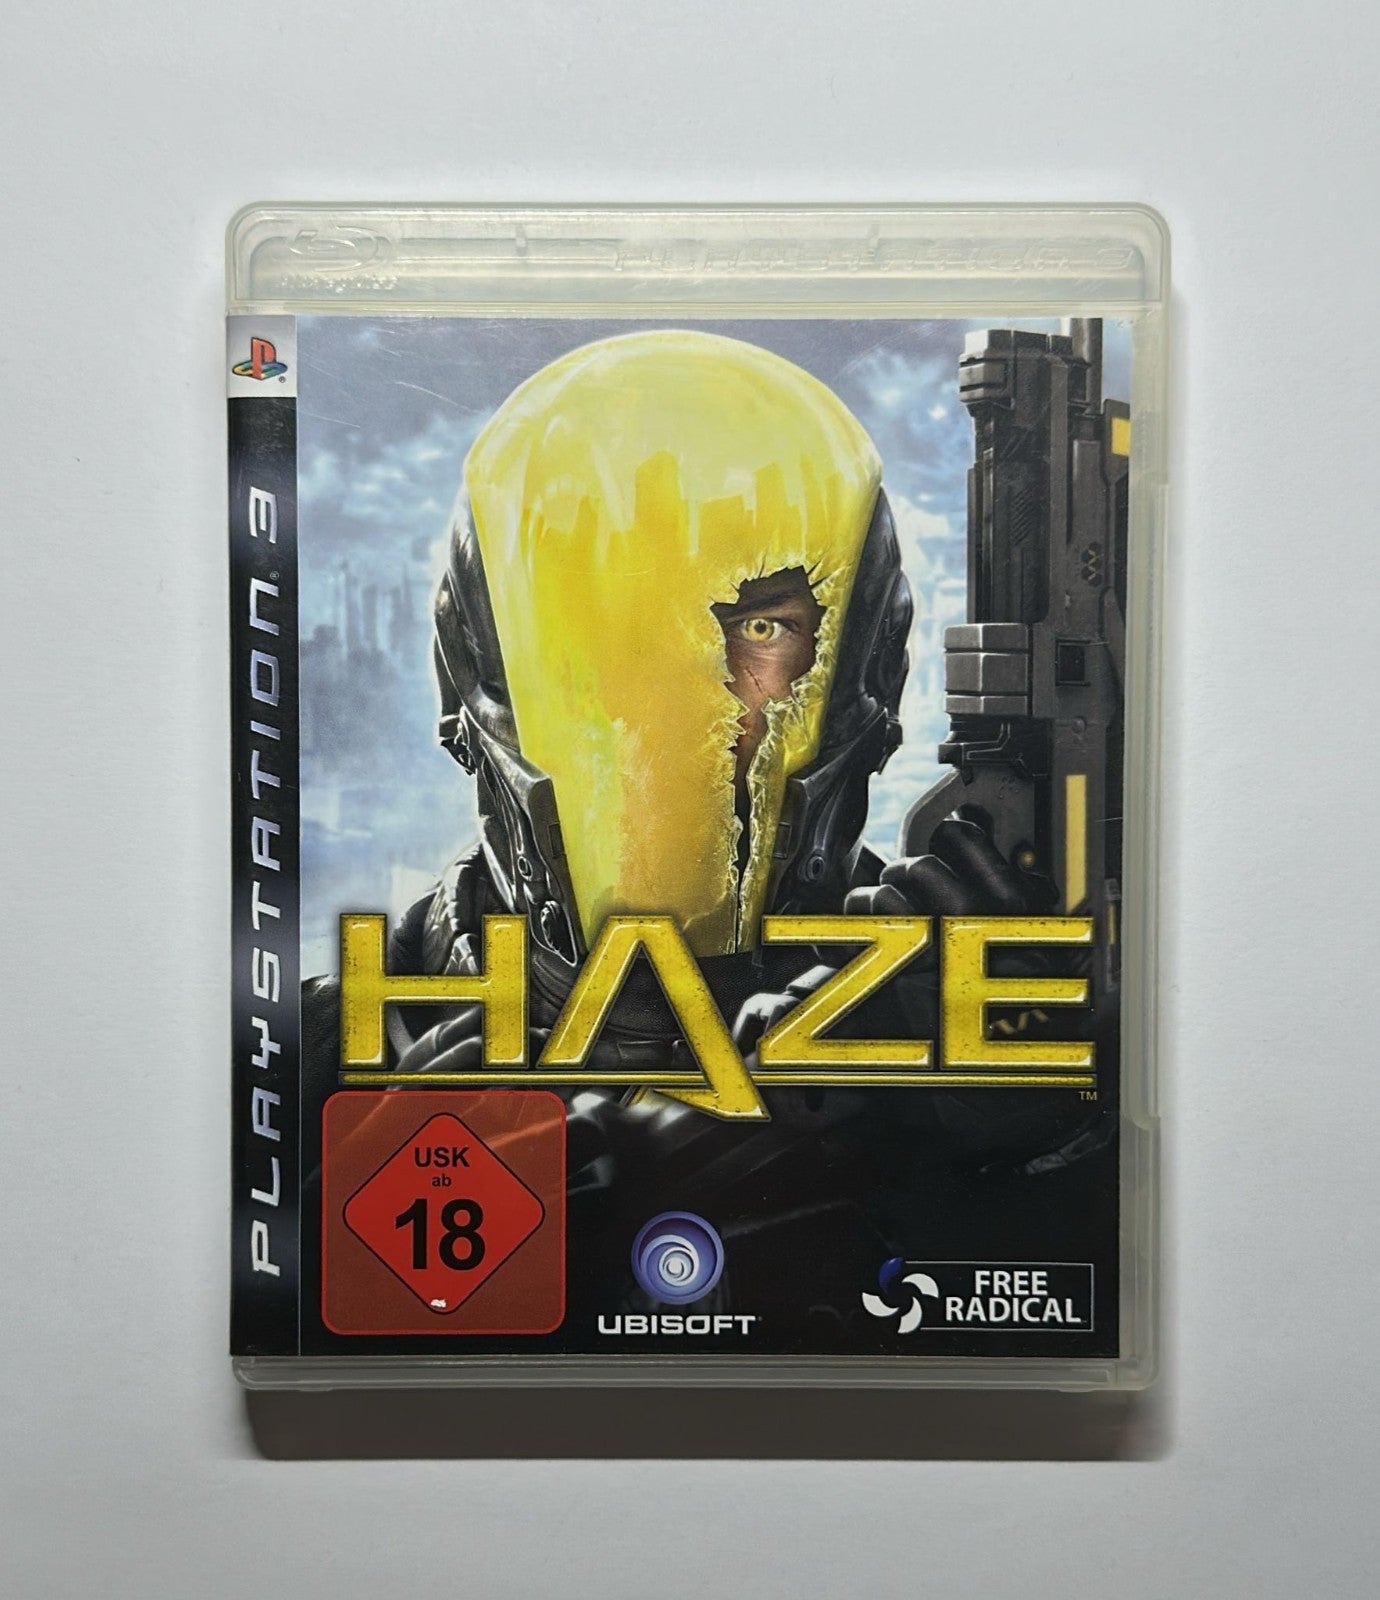 PLAYSTATION®3
HAZE
TM
USK
ab
18
UBISOFT
FREE
RADICAL